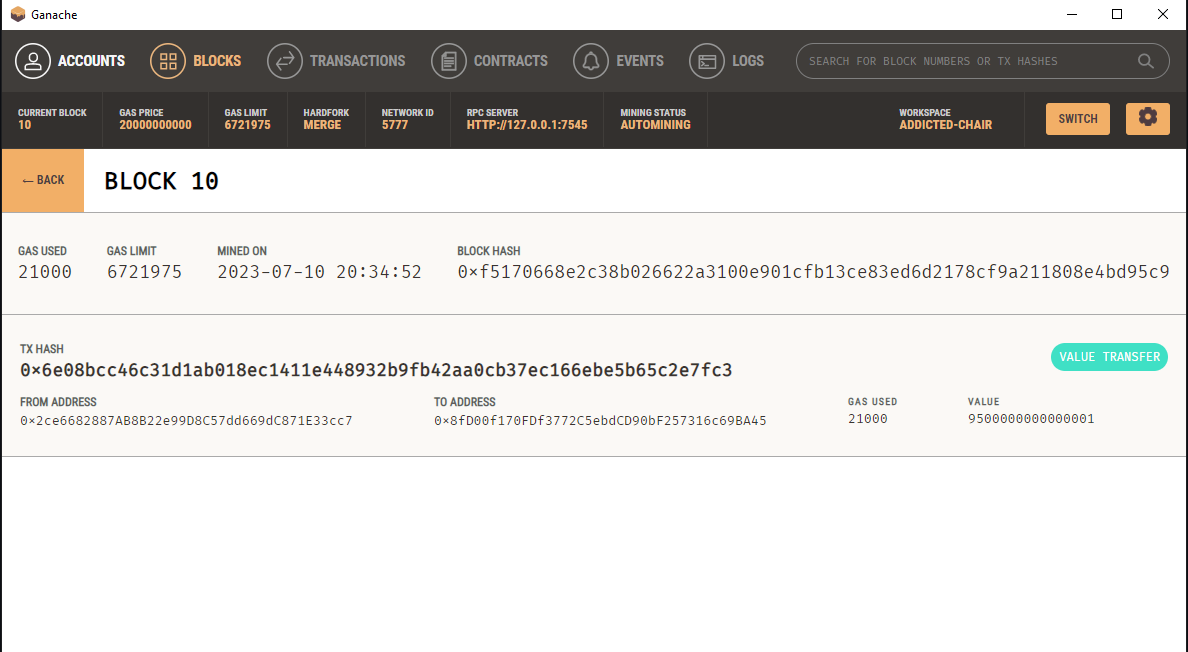 Ganache
ACCOUNTS BLOCKS TRANSACTIONS CONTRACTS EVENTS LOGS SEARCH FOR BLOCK NUMBERS OR TX HASHES
CURRENT BLOCK GAS PRICE GAS LIMIT HARDFORK NETWORK ID RPC SERVER MINING STATUS WORKSPACE
10 20000000000 6721975 MERGE 5777 HTTP://127.0.0.1:7545 AUTOMINING ADDICTED-CHAIR SWITCH
← BACK BLOCK 10
GAS USED GAS LIMIT MINED ON BLOCK HASH
21000 6721975 2023-07-10 20:34:52 0×f5170668e2c38b026622a3100e901cfb13ce83ed6d2178cf9a211808e4bd95c9
TX HASH
0×6e08bcc46c31d1ab018ec1411e448932b9fb42aa0cb37ec166ebe5b65c2e7fc3 VALUE TRANSFER
FROM ADDRESS TO ADDRESS GAS USED VALUE
0×2ce6682887AB8B22e99D8C57dd669dC871E33cc7 0×8fD00f170FDf3772C5ebdCD90bF257316c69BA45 21000 9500000000000001